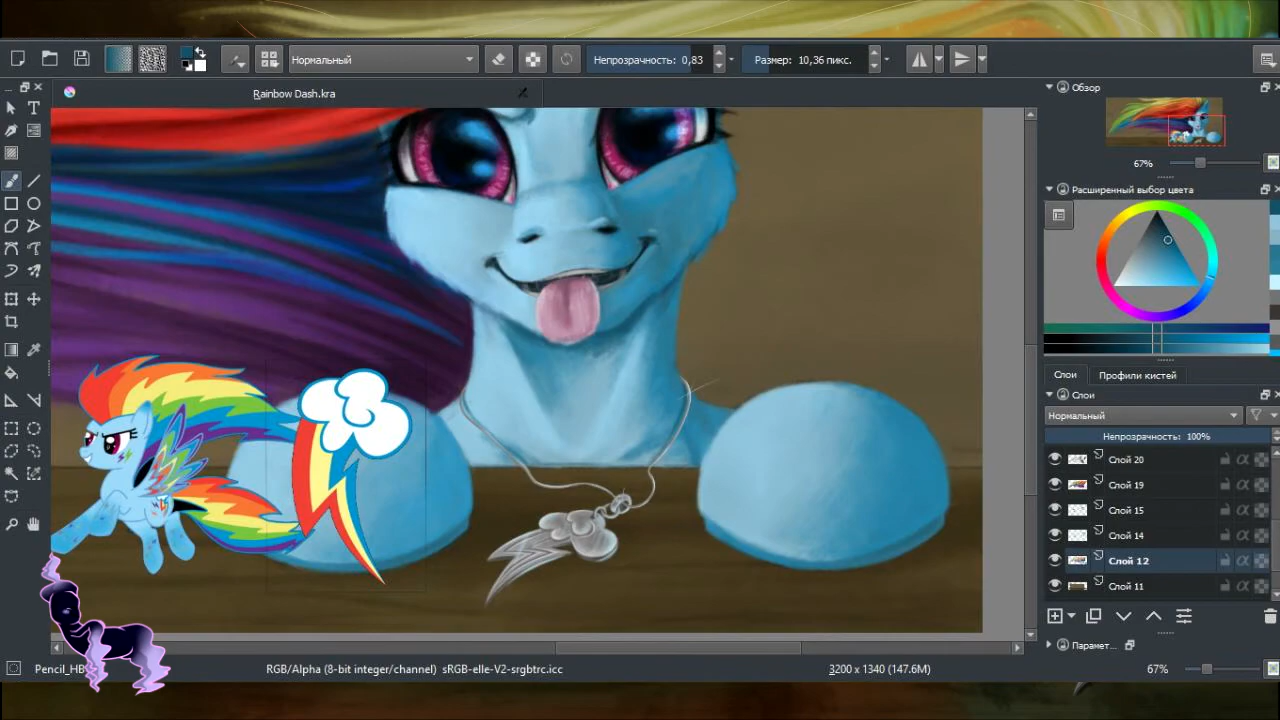 Нормальный
Непрозрачность: 0,83
Размер: 10,36 пикс.
Rainbow Dash.kra
Обзор
67%
Расширенный выбор цвета
Слои
Профили кистей
Слои
Нормальный
Непрозрачность: 100%
Слой 20
Слой 19
Слой 15
Слой 14
Слой 12
Слой 11
Парамет...
Pencil_HB
RGB/Alpha (8-bit integer/channel) sRGB-elle-V2-srgbtrc.icc
3200 x 1340 (147.6M)
67%